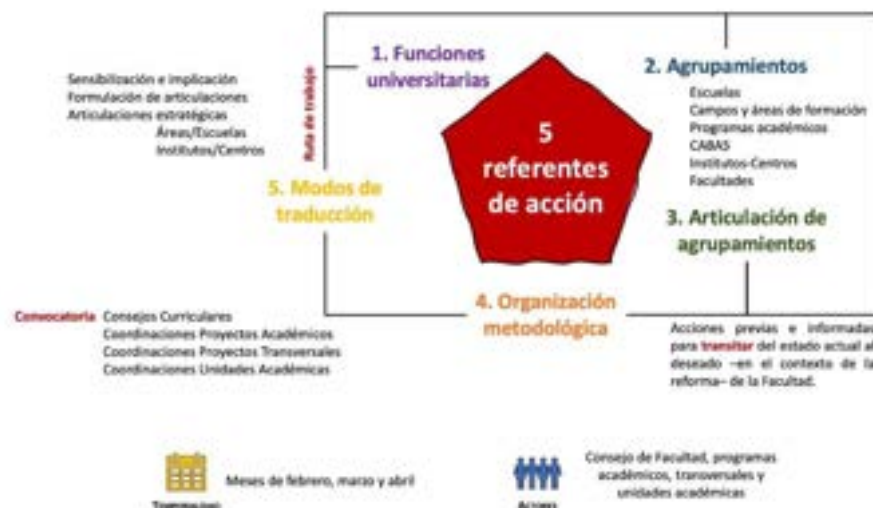 1. Funciones
universitarias
2. Agrupamientos
Escuelas
Campos y áreas de formación
Programas académicos
CABAS
Institutos-Centros
Facultades
Sensibilización e implicación
Formulación de articulaciones
Articulaciones estratégicas
Áreas/Escuelas
Institutos/Centros
Ruta de trabajo
5
referentes
de acción
5. Modos de
traducción
3. Articulación de
agrupamientos
4. Organización
metodológica
Convocatoria Consejos Curriculares
Coordinaciones Proyectos Académicos
Coordinaciones Proyectos Transversales
Coordinaciones Unidades Académicas
Acciones previas e informadas
para transitar del estado actual al
deseado –en el contexto de la
reforma– de la Facultad.
Meses de febrero, marzo y abril
Temporalidad
Consejo de Facultad, programas
académicos, transversales y
unidades académicas
Actores